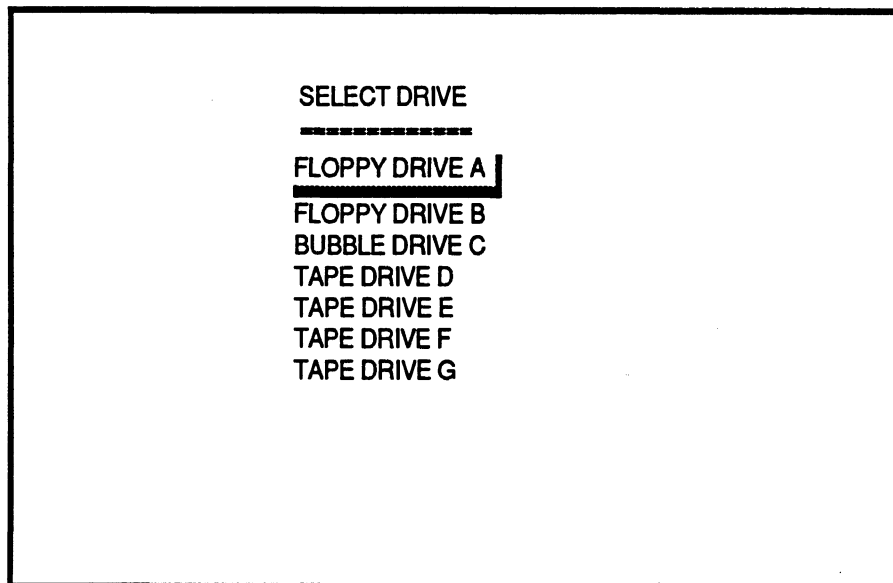 SELECT DRIVE
-------------
FLOPPY DRIVE A
FLOPPY DRIVE B
BUBBLE DRIVE C
TAPE DRIVE D
TAPE DRIVE E
TAPE DRIVE F
TAPE DRIVE G